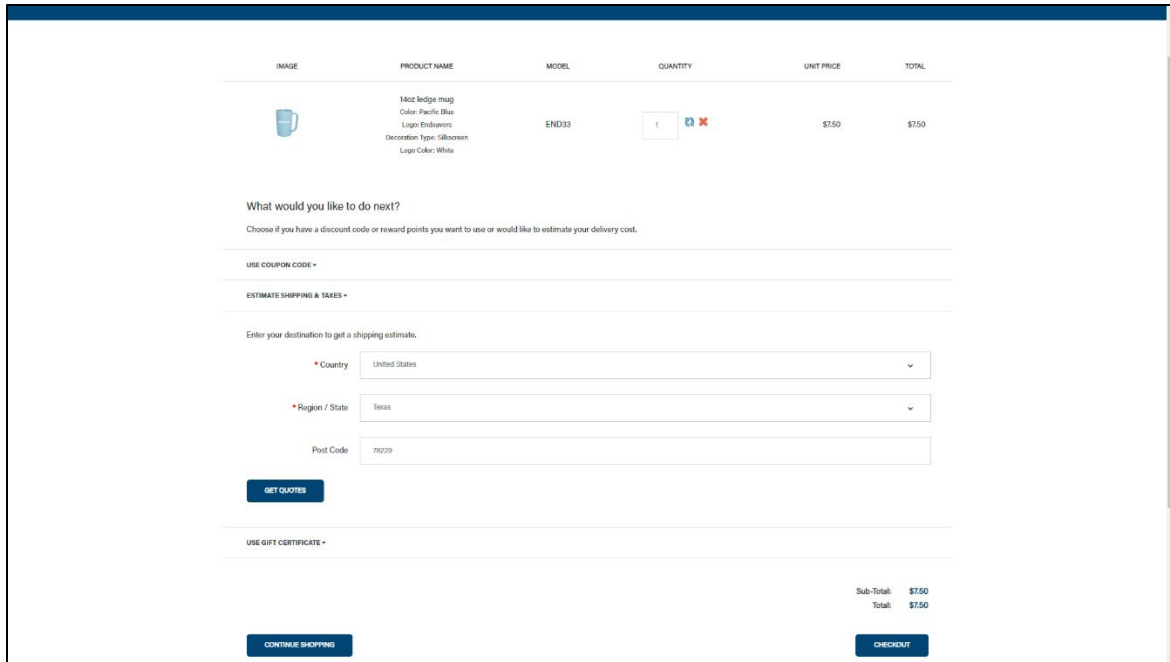 IMAGE PRODUCT NAME MODEL QUANTITY UNIT PRICE TOTAL
14oz ledge mug
Color: Pacific Blue
Logo: Endeavors
Decoration Type: Silkscreen
Logo Color: White
END33 1 $7.50 $7.50
What would you like to do next?
Choose if you have a discount code or reward points you want to use or would like to estimate your delivery cost.
USE COUPON CODE
ESTIMATE SHIPPING & TAXES
Enter your destination to get a shipping estimate.
* Country United States
* Region / State Texas
Post Code 78229
GET QUOTES
USE GIFT CERTIFICATE
Sub-Total: $7.50
Total: $7.50
CONTINUE SHOPPING CHECKOUT